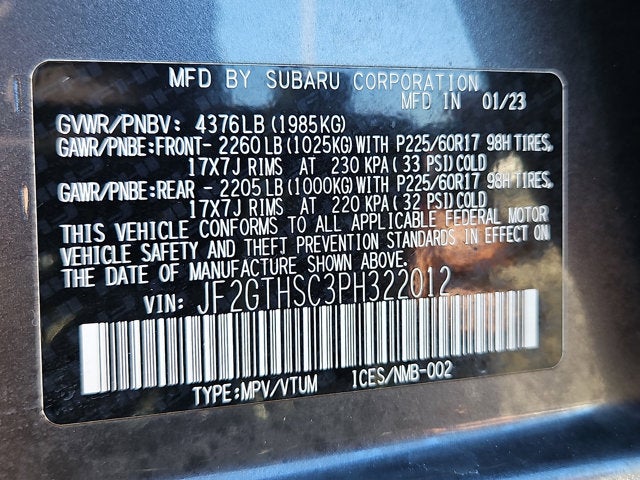 MFD BY SUBARU CORPORATION
MFD IN 01/23
GVWR/PNBV: 4376LB (1985KG)
GAWR/PNBE:FRONT- 2260LB (1025KG) WITH P225/60R17 98H TIRES,
17X7J RIMS AT 230 KPA (33 PSI) COLD
GAWR/PNBE:REAR - 2205LB (1000KG) WITH P225/60R17 98H TIRES,
17X7J RIMS AT 220 KPA (32 PSI) COLD
THIS VEHICLE CONFORMS TO ALL APPLICABLE FEDERAL MOTOR
VEHICLE SAFETY AND THEFT PREVENTION STANDARDS IN EFFECT ON
THE DATE OF MANUFACTURE SHOWN ABOVE.
VIN: JF2GTHSC3PH322012
TYPE:MPV/VTUM 1CES/NMB-002